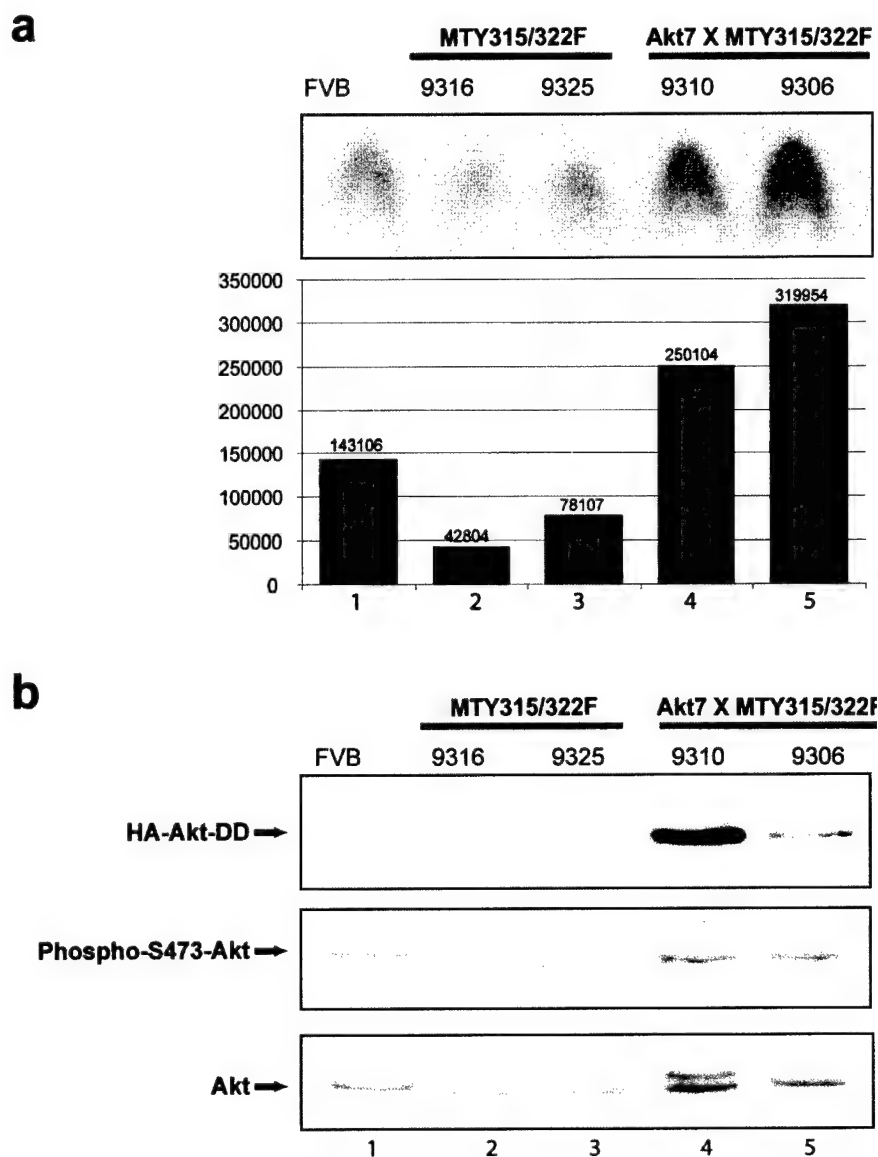 a
MTY315/322F Akt7 X MTY315/322F
FVB 9316 9325 9310 9306
350000
300000
250000
200000
150000
100000
50000
0
143106
42804
78107
250104
319954
1 2 3 4 5
b
MTY315/322F Akt7 X MTY315/322F
FVB 9316 9325 9310 9306
HA-Akt-DD
Phospho-S473-Akt
Akt
1 2 3 4 5